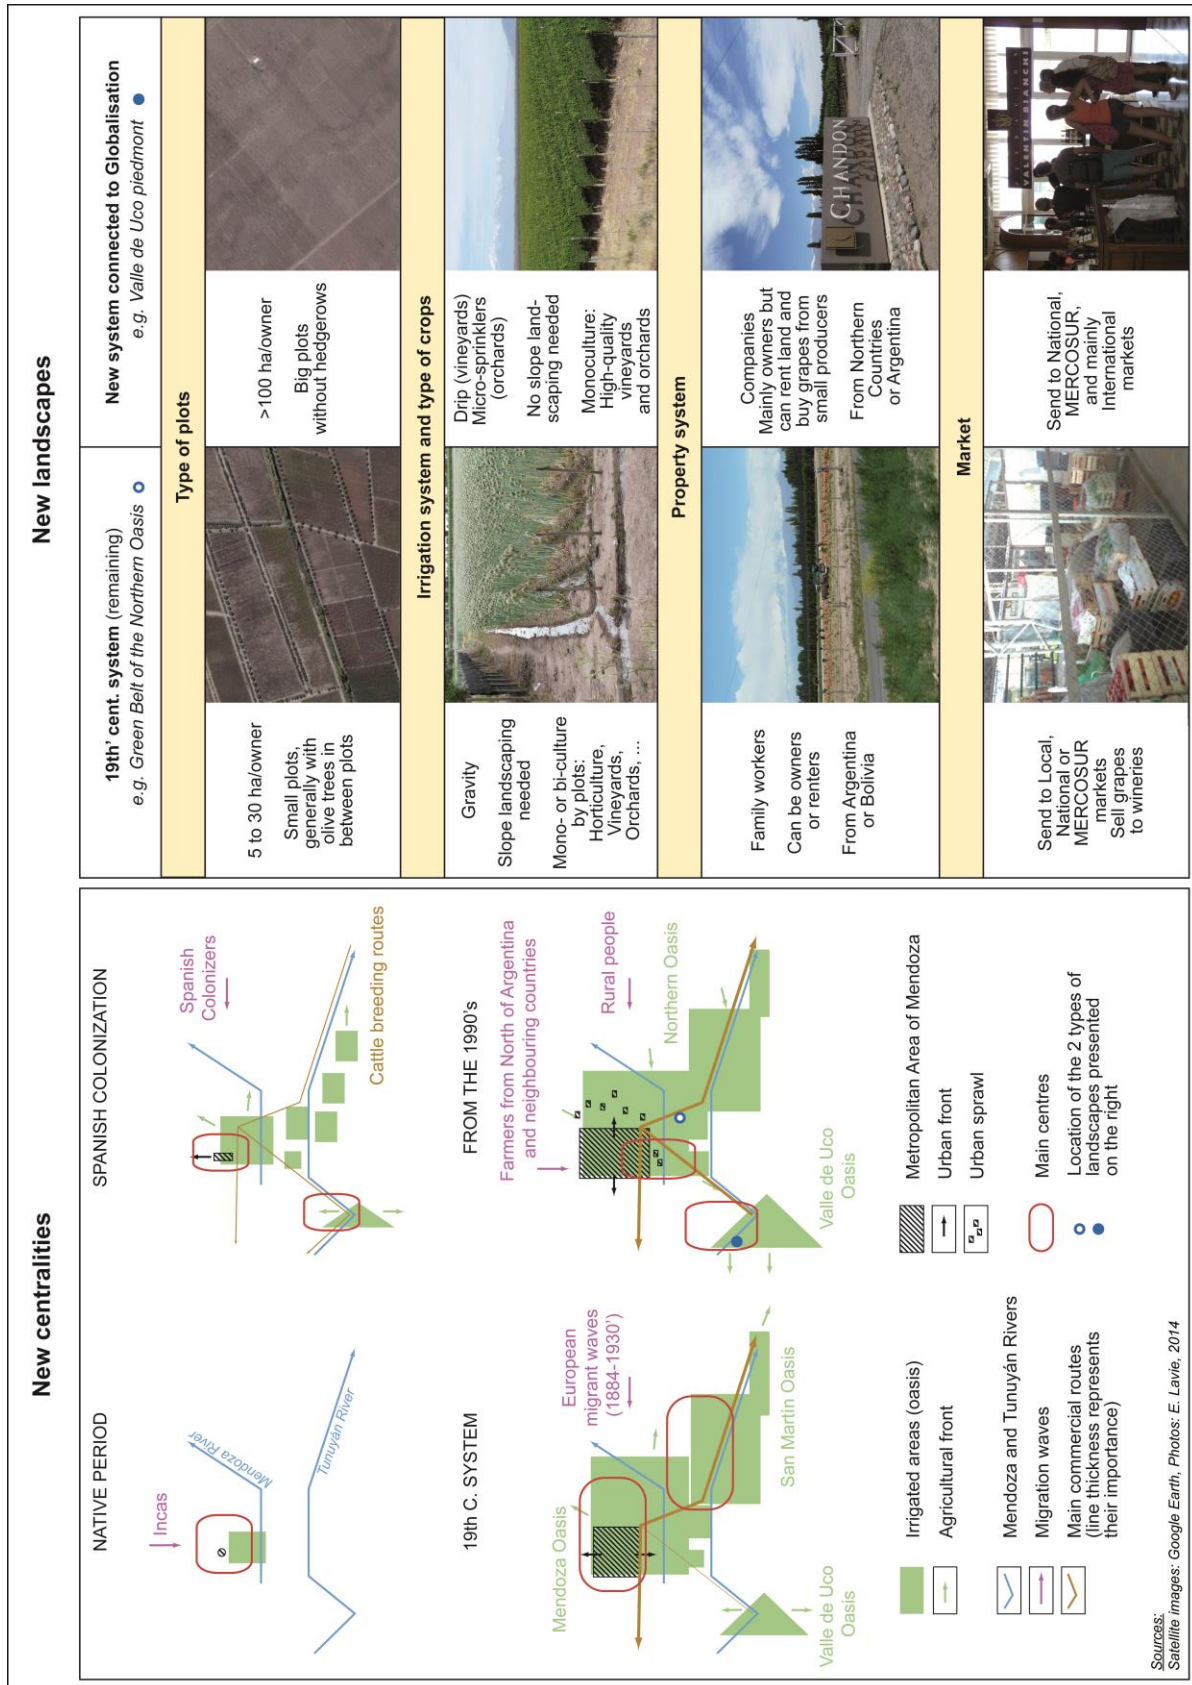 New centralities
NATIVE PERIOD
Incas
Mendoza River
Tunuyán River
SPANISH COLONIZATION
Spanish
Colonizers
Cattle breeding routes
19th C. SYSTEM
European
migrant waves
(1884-1930')
Mendoza Oasis
San Martin Oasis
Valle de Uco
Oasis
FROM THE 1990's
Farmers from North of Argentina
and neighbouring countries
Rural people
Northern Oasis
Valle de Uco
Oasis
Irrigated areas (oasis)
Agricultural front
Mendoza and Tunuyán Rivers
Migration waves
Main commercial routes
(line thickness represents
their importance)
Metropolitan Area of Mendoza
Urban front
Urban sprawl
Main centres
Location of the 2 types of
landscapes presented
on the right
Sources:
Satellite images: Google Earth, Photos: E. Lavie, 2014
New landscapes
19th' cent. system (remaining)
e.g. Green Belt of the Northern Oasis
New system connected to Globalisation
e.g. Valle de Uco piedmont
Type of plots
5 to 30 ha/owner
Small plots,
generally with
olive trees in
between plots
>100 ha/owner
Big plots
without hedgerows
Irrigation system and type of crops
Gravity
Slope landscaping
needed
Mono- or bi-culture
by plots:
Horticulture,
Vineyards,
Orchards, ...
Drip (vineyards)
Micro-sprinklers
(orchards)
No slope land-
scaping needed
Monoculture:
High-quality
vineyards
and orchards
Property system
Family workers
Can be owners
or renters
From Argentina
or Bolivia
Companies
Mainly owners but
can rent land and
buy grapes from
small producers
From Northern
Countries
or Argentina
CHANDON
Market
Send to Local,
National or
MERCOSUR
markets
Sell grapes
to wineries
Send to National,
MERCOSUR,
and mainly
International
markets
VALENTIN BIANCHI